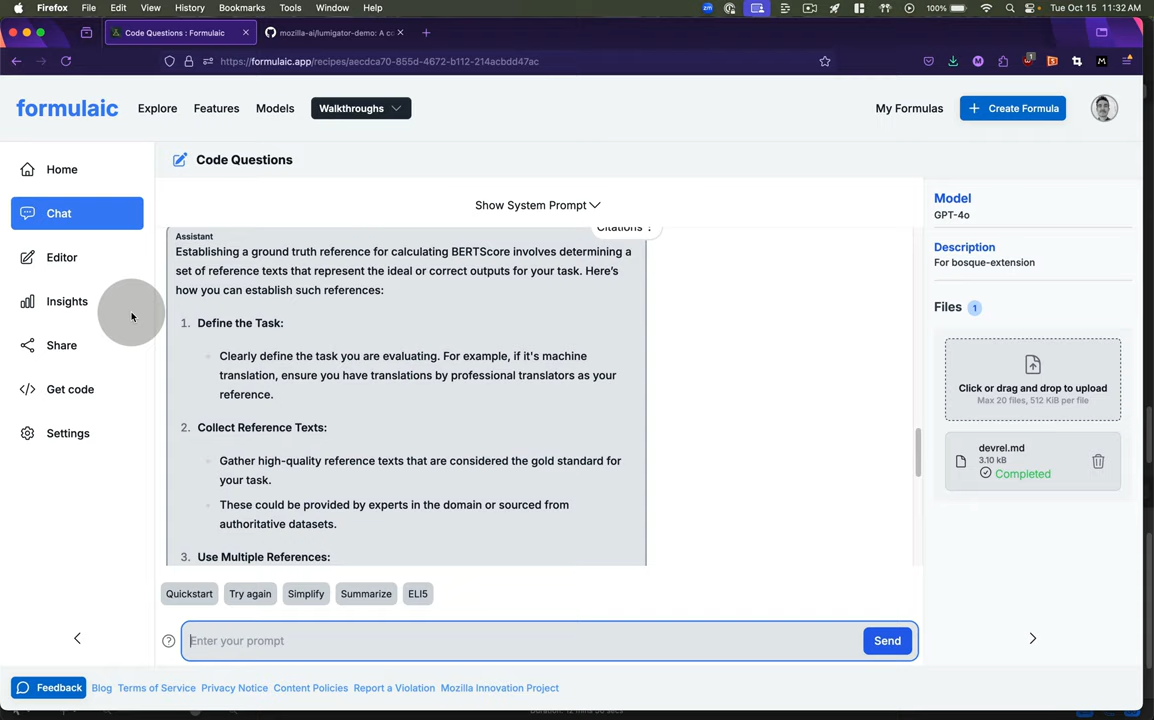 Firefox File Edit View History Bookmarks Tools Window Help 100% Tue Oct 15 11:32 AM
Code Questions : Formulaic mozilla-ai/lumigator-demo: A co
https://formulaic.app/recipes/aecdca70-855d-4672-b112-214acbdd47ac
formulaic Explore Features Models Walkthroughs My Formulas + Create Formula
Home
Chat
Editor
Insights
Share
Get code
Settings
Code Questions
Show System Prompt
Citations
Assistant
Establishing a ground truth reference for calculating BERTScore involves determining a
set of reference texts that represent the ideal or correct outputs for your task. Here's
how you can establish such references:
1. Define the Task:
Clearly define the task you are evaluating. For example, if it's machine
translation, ensure you have translations by professional translators as your
reference.
2. Collect Reference Texts:
Gather high-quality reference texts that are considered the gold standard for
your task.
These could be provided by experts in the domain or sourced from
authoritative datasets.
3. Use Multiple References:
Quickstart Try again Simplify Summarize ELI5
Enter your prompt
Send
Model
GPT-4o
Description
For bosque-extension
Files 1
Click or drag and drop to upload
Max 20 files, 512 KiB per file
devrel.md
3.10 kB
Completed
Feedback Blog Terms of Service Privacy Notice Content Policies Report a Violation Mozilla Innovation Project